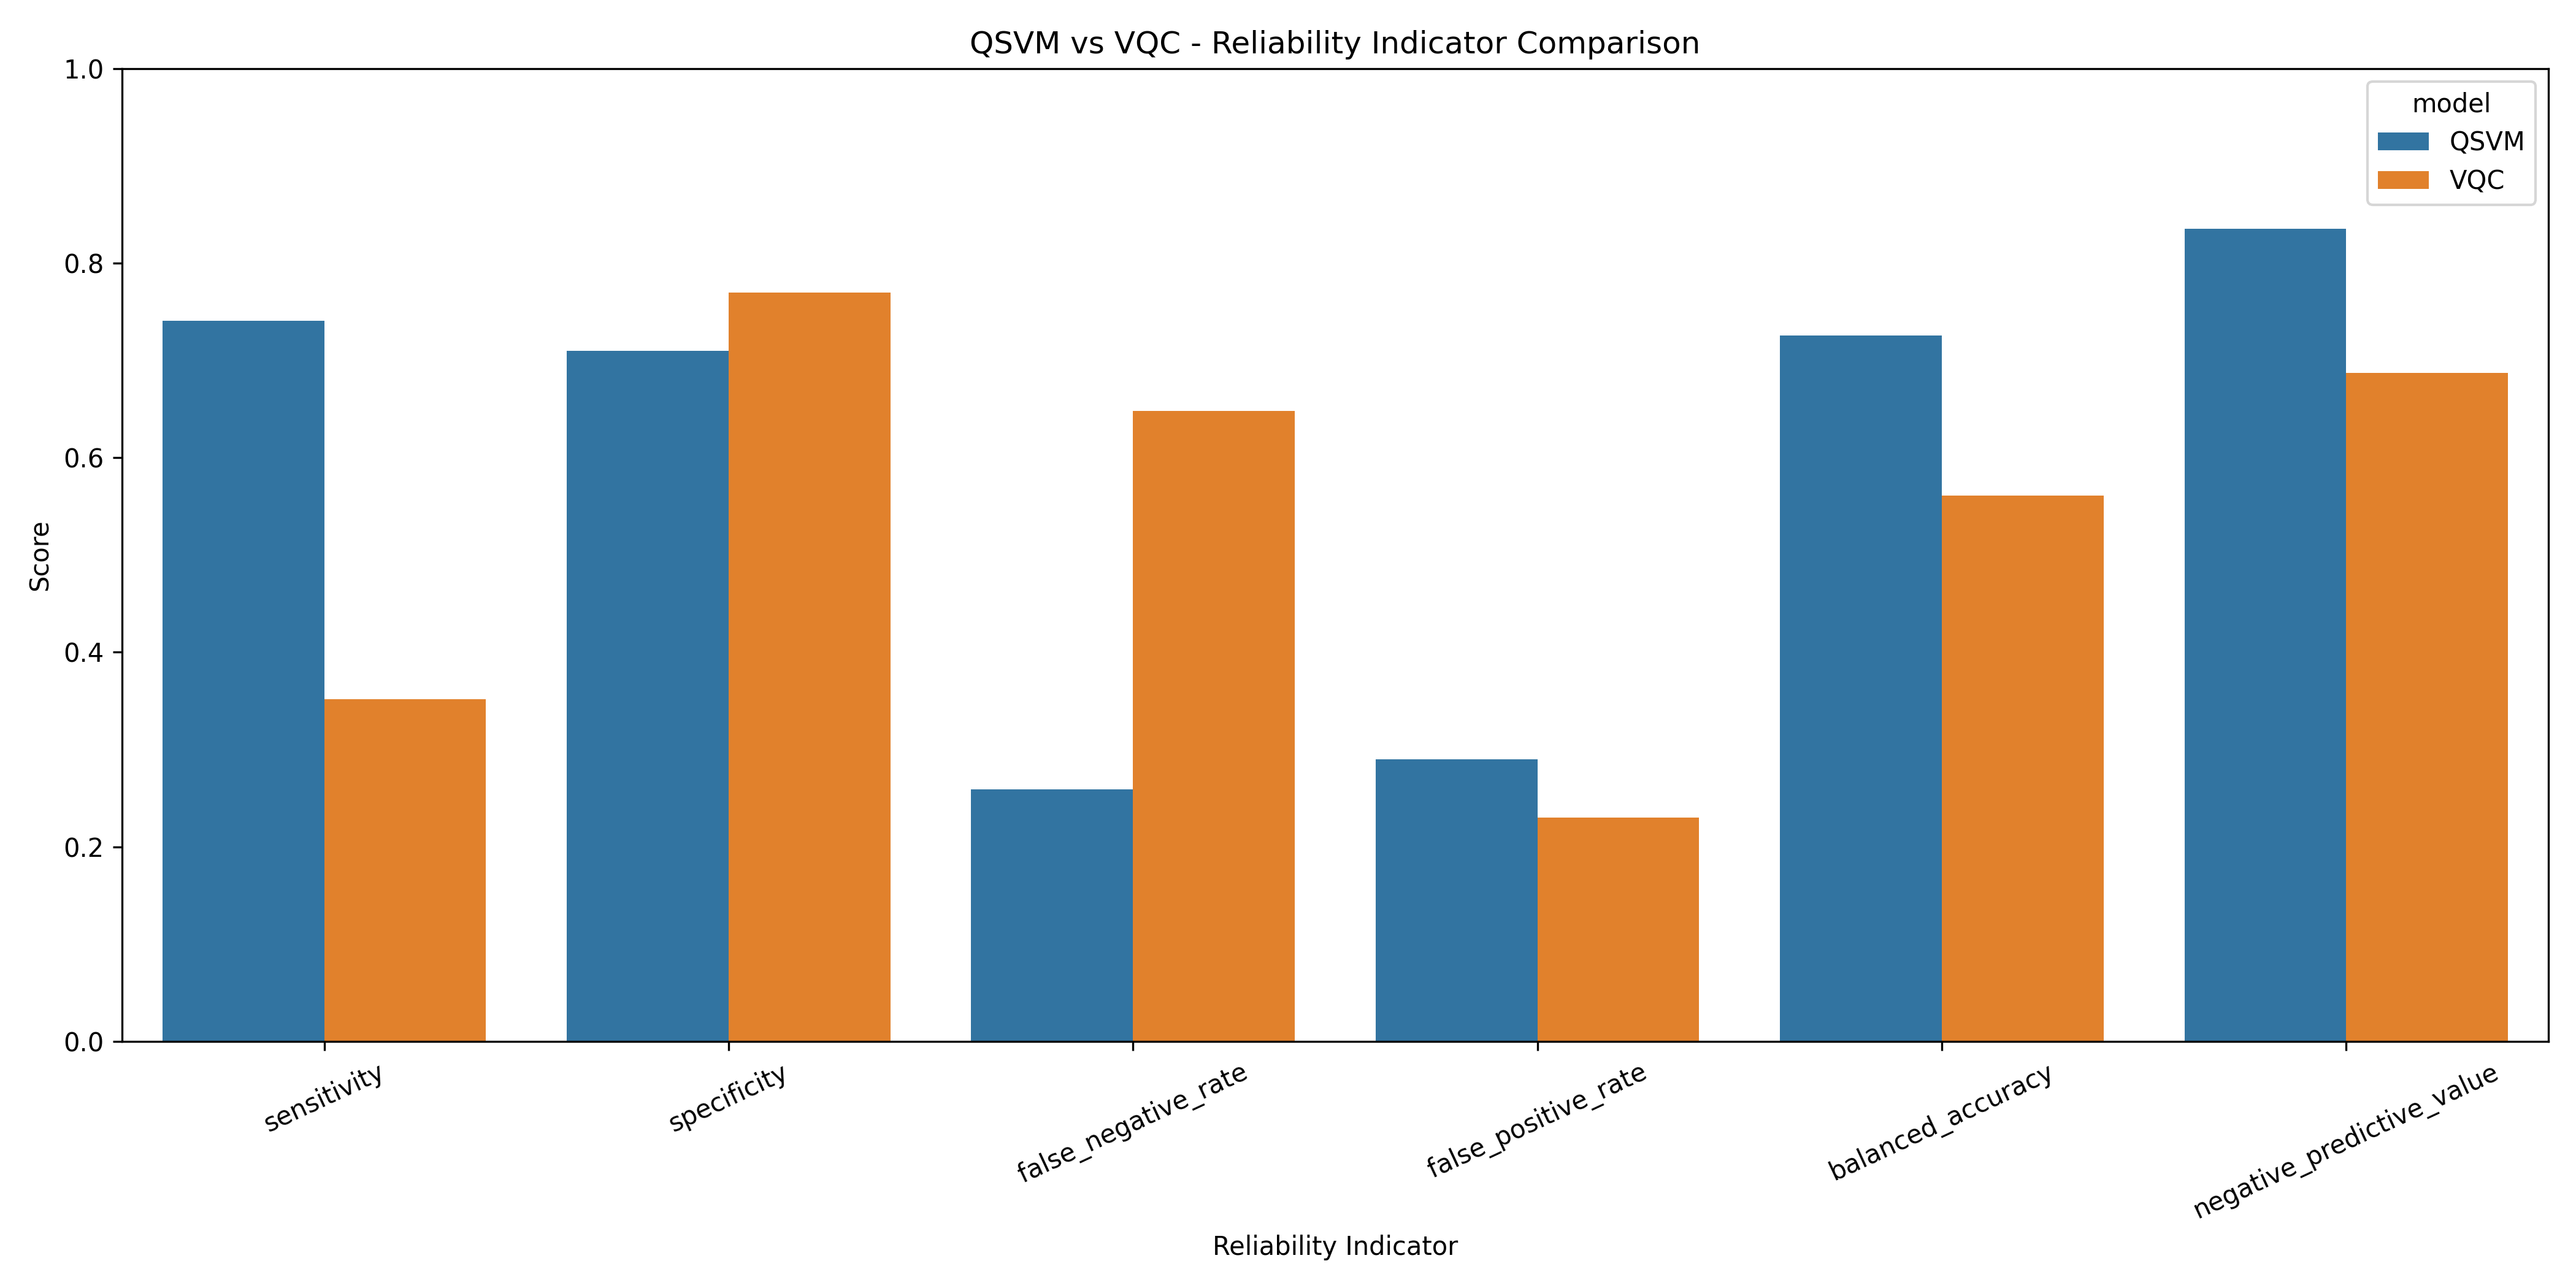 QSVM vs VQC - Reliability Indicator Comparison
model
QSVM
VQC
1.0
0.8
0.6
0.4
0.2
0.0
Score
sensitivity
specificity
false_negative_rate
false_positive_rate
balanced_accuracy
negative_predictive_value
Reliability Indicator